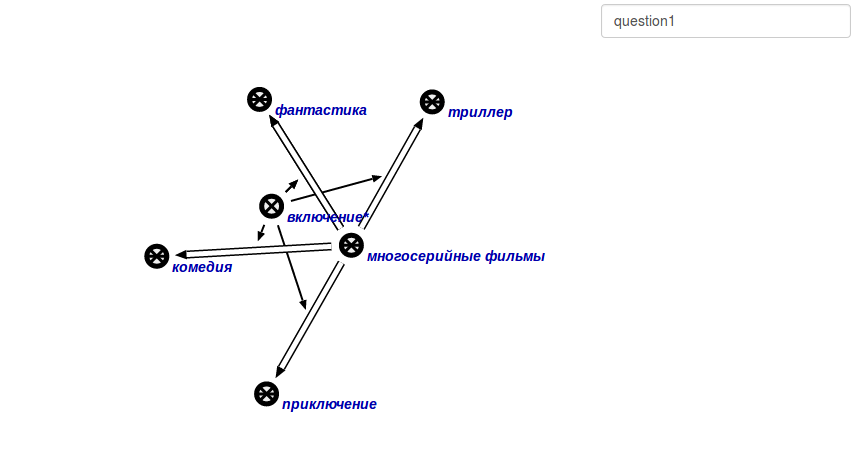 question1
фантастика
триллер
включение*
многосерийные фильмы
комедия
приключение